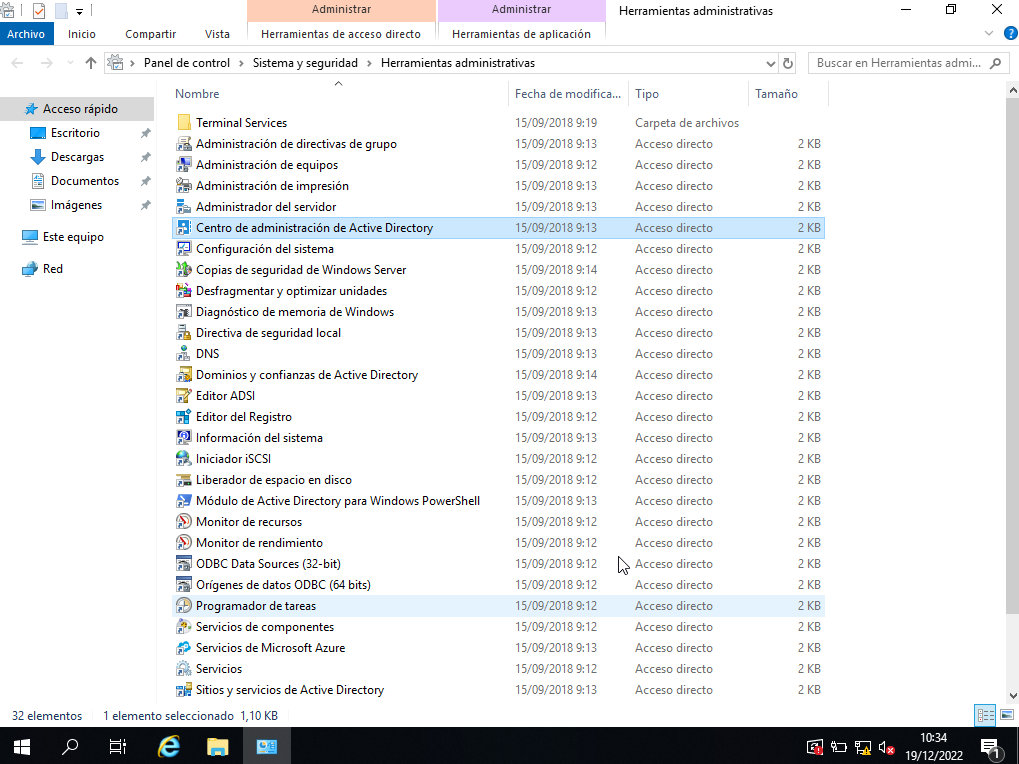 Administrar
Administrar
Herramientas administrativas
Archivo
Inicio
Compartir
Vista
Herramientas de acceso directo
Herramientas de aplicación
?
Panel de control > Sistema y seguridad > Herramientas administrativas
Buscar en Herramientas admi...
Nombre Fecha de modifica... Tipo Tamaño
Acceso rápido
Escritorio
Descargas
Documentos
Imágenes
Este equipo
Red
Terminal Services 15/09/2018 9:19 Carpeta de archivos
Administración de directivas de grupo 15/09/2018 9:13 Acceso directo 2 KB
Administración de equipos 15/09/2018 9:12 Acceso directo 2 KB
Administración de impresión 15/09/2018 9:13 Acceso directo 2 KB
Administrador del servidor 15/09/2018 9:13 Acceso directo 2 KB
Centro de administración de Active Directory 15/09/2018 9:13 Acceso directo 2 KB
Configuración del sistema 15/09/2018 9:12 Acceso directo 2 KB
Copias de seguridad de Windows Server 15/09/2018 9:14 Acceso directo 2 KB
Desfragmentar y optimizar unidades 15/09/2018 9:12 Acceso directo 2 KB
Diagnóstico de memoria de Windows 15/09/2018 9:13 Acceso directo 2 KB
Directiva de seguridad local 15/09/2018 9:13 Acceso directo 2 KB
DNS 15/09/2018 9:13 Acceso directo 2 KB
Dominios y confianzas de Active Directory 15/09/2018 9:14 Acceso directo 2 KB
Editor ADSI 15/09/2018 9:13 Acceso directo 2 KB
Editor del Registro 15/09/2018 9:12 Acceso directo 2 KB
Información del sistema 15/09/2018 9:13 Acceso directo 2 KB
Iniciador iSCSI 15/09/2018 9:12 Acceso directo 2 KB
Liberador de espacio en disco 15/09/2018 9:12 Acceso directo 2 KB
Módulo de Active Directory para Windows PowerShell 15/09/2018 9:13 Acceso directo 2 KB
Monitor de recursos 15/09/2018 9:12 Acceso directo 2 KB
Monitor de rendimiento 15/09/2018 9:12 Acceso directo 2 KB
ODBC Data Sources (32-bit) 15/09/2018 9:12 Acceso directo 2 KB
Orígenes de datos ODBC (64 bits) 15/09/2018 9:12 Acceso directo 2 KB
Programador de tareas 15/09/2018 9:12 Acceso directo 2 KB
Servicios de componentes 15/09/2018 9:12 Acceso directo 2 KB
Servicios de Microsoft Azure 15/09/2018 9:13 Acceso directo 2 KB
Servicios 15/09/2018 9:12 Acceso directo 2 KB
Sitios y servicios de Active Directory 15/09/2018 9:13 Acceso directo 2 KB
32 elementos 1 elemento seleccionado 1,10 KB
10:34
19/12/2022
1